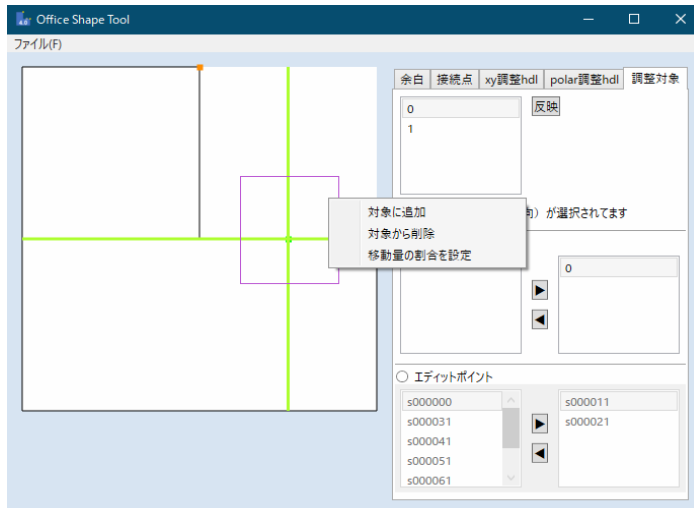 Office Shape Tool
ファイル(F)
余白
接続点
xy調整hdl
polar調整hdl
調整対象
0
1
反映
向）が選択されてます
対象に追加
対象から削除
移動量の割合を設定
0
エディットポイント
s000000
s000031
s000041
s000051
s000061
s000011
s000021